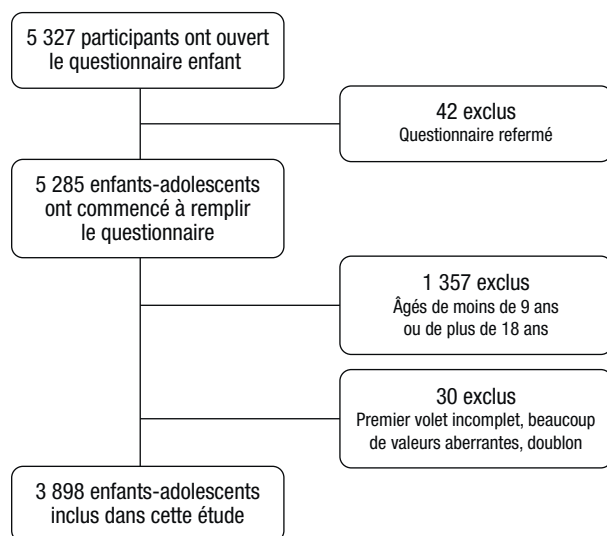 5 327 participants ont ouvert
le questionnaire enfant
42 exclus
Questionnaire refermé
5 285 enfants-adolescents
ont commencé à remplir
le questionnaire
1 357 exclus
Âgés de moins de 9 ans
ou de plus de 18 ans
30 exclus
Premier volet incomplet, beaucoup
de valeurs aberrantes, doublon
3 898 enfants-adolescents
inclus dans cette étude